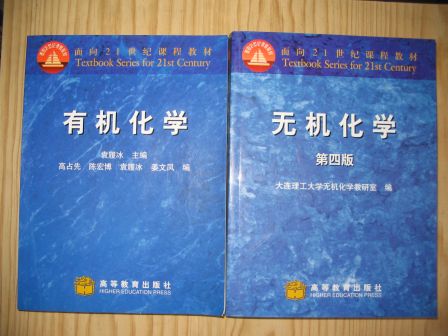 面向21世纪课程教材
Textbook Series for 21st Century
有机化学
袁履冰 主编
高占先 陈宏博 袁履冰 姜文凤 编
高等教育出版社
HIGHER EDUCATION PRESS
面向21世纪课程教材
Textbook Series for 21st Century
无机化学
第四版
大连理工大学无机化学教研室 编
高等教育出版社
HIGHER EDUCATION PRESS